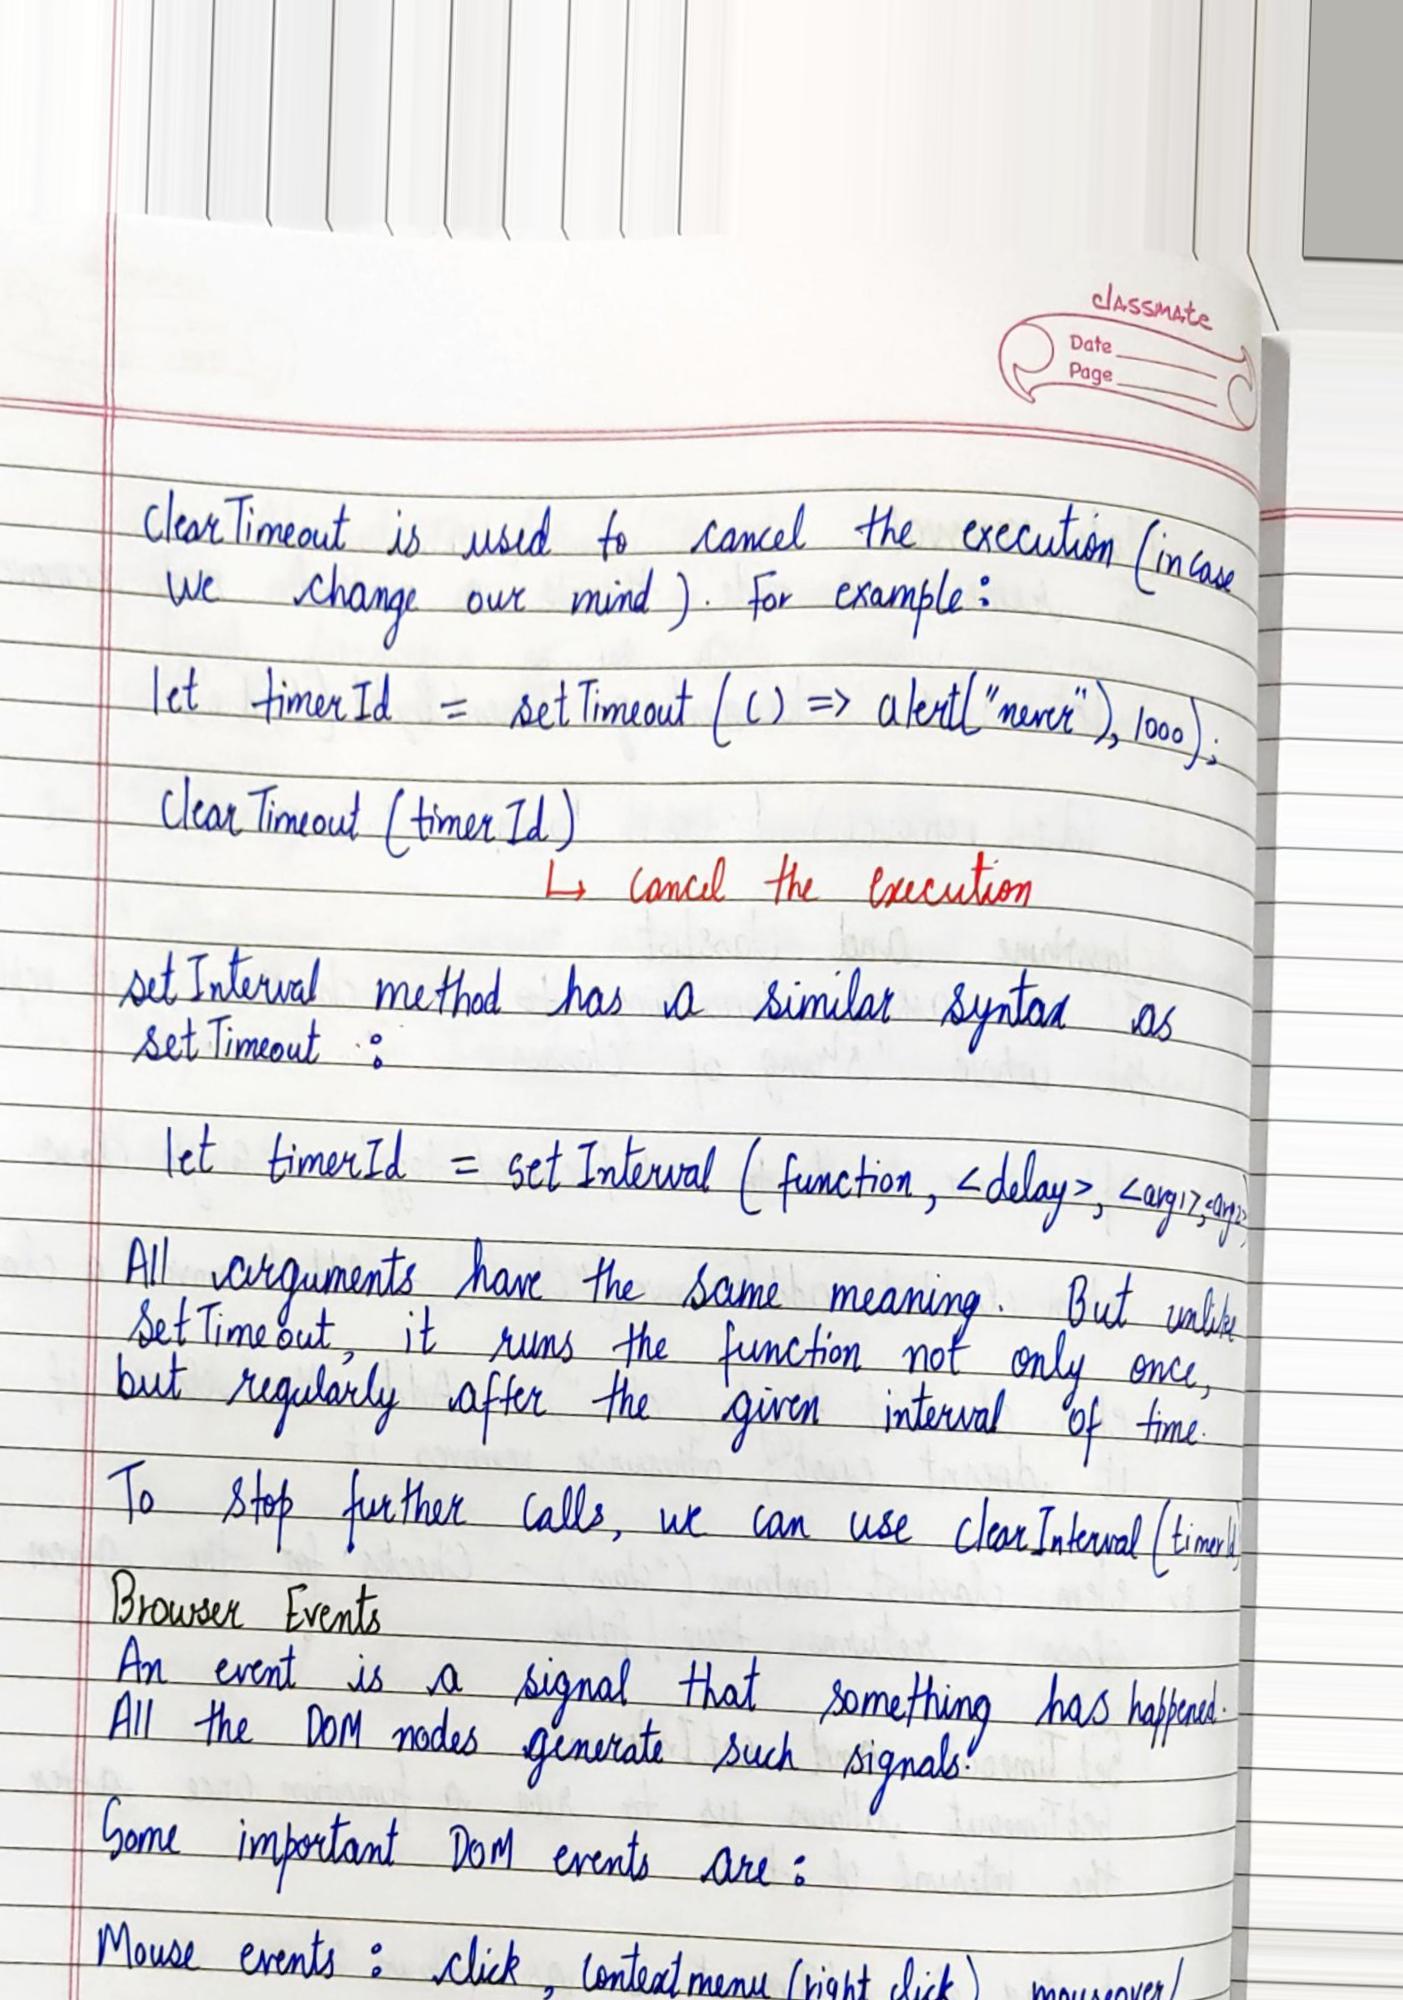 classmate
Date
Page
clearTimeout is used to cancel the execution (in case
we change our mind). For example:
let timerId = setTimeout (() => alert("never"), 1000);
clearTimeout (timerId)
↳ cancel the execution
setInterval method has a similar syntax as
setTimeout :
let timerId = setInterval (function, <delay>, <arg1>, <arg2>)
All arguments have the same meaning. But unlike
setTimeout, it runs the function not only once,
but regularly after the given interval of time.
To stop further calls, we can use clearInterval (timerId)
Browser Events
An event is a signal that something has happened.
All the DOM nodes generate such signals.
Some important DOM events are :
Mouse events : click, contextmenu (right click) mouseover/